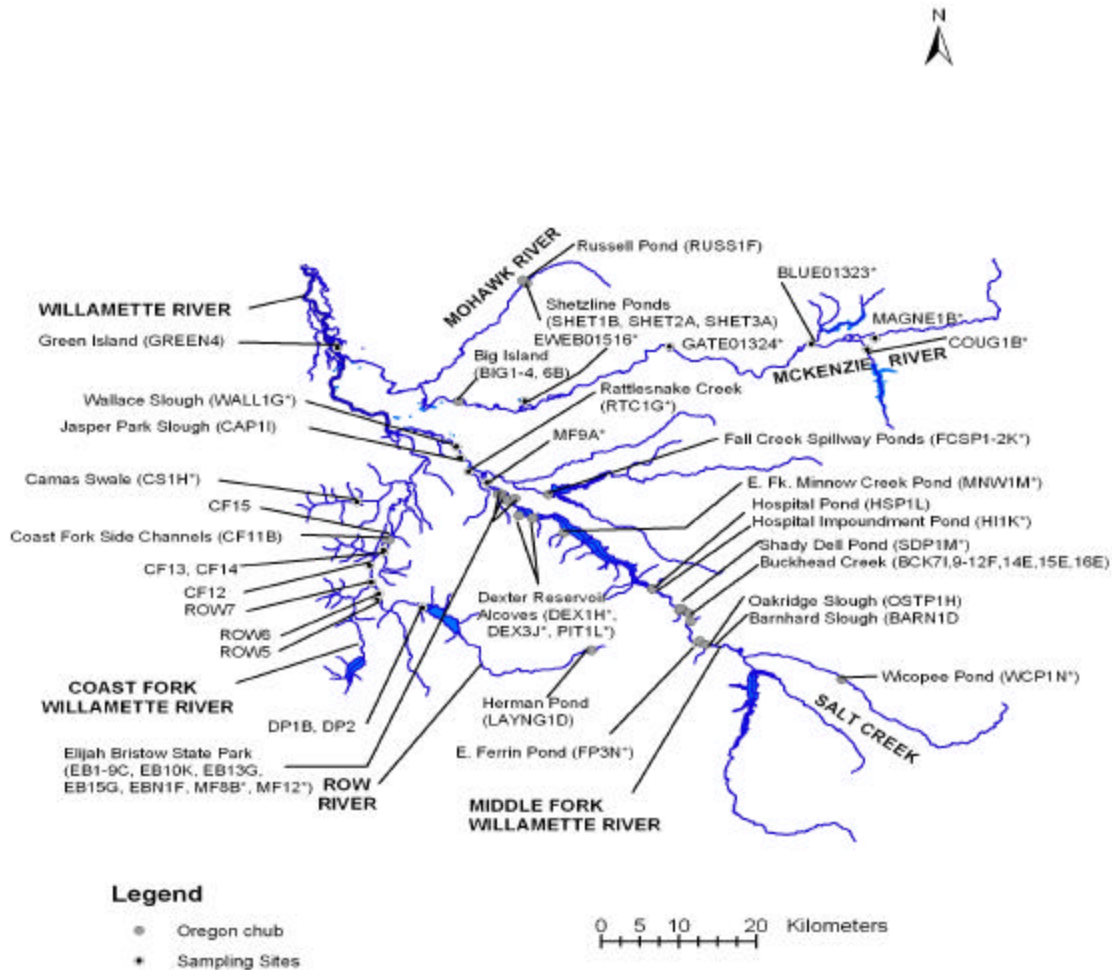 N
Russell Pond (RUSS1F)
MOHAWK RIVER
BLUE01323*
WILLAMETTE RIVER
Shetzline Ponds
(SHET1B, SHET2A, SHET3A)
EWEB01516*
MAGNE1B*
Green Island (GREEN4)
GATE01324*
COUG1B*
Big Island
(BIG1-4, 6B)
MCKENZIE RIVER
Rattlesnake Creek
(RTC1G*)
Wallace Slough (WALL1G*)
Jasper Park Slough (CAP1I)
MF9A*
Fall Creek Spillway Ponds (FCSP1-2K*)
Camas Swale (CS1H*)
E. Fk. Minnow Creek Pond (MNW1M*)
CF15
Hospital Pond (HSP1L)
Hospital Impoundment Pond (HI1K*)
Coast Fork Side Channels (CF11B)
Shady Dell Pond (SDP1M*)
CF13, CF14
Buckhead Creek (BCK7I,9-12F,14E,15E,16E)
CF12
ROW7
Dexter Reservoir
Alcoves (DEX1H*,
DEX3J*, PIT1L*)
Oakridge Slough (OSTP1H)
Barnhard Slough (BARN1D
ROW6
ROW5
Wicopee Pond (WCP1N*)
COAST FORK
WILLAMETTE RIVER
Herman Pond
(LAYNG1D)
SALT CREEK
DP1B, DP2
E. Ferrin Pond (FP3N*)
Elijah Bristow State Park
(EB1-9C, EB10K, EB13G,
EB15G, EBN1F, MF8B*, MF12*)
ROW
RIVER
MIDDLE FORK
WILLAMETTE RIVER
Legend
Oregon chub
Sampling Sites
0 5 10 20 Kilometers